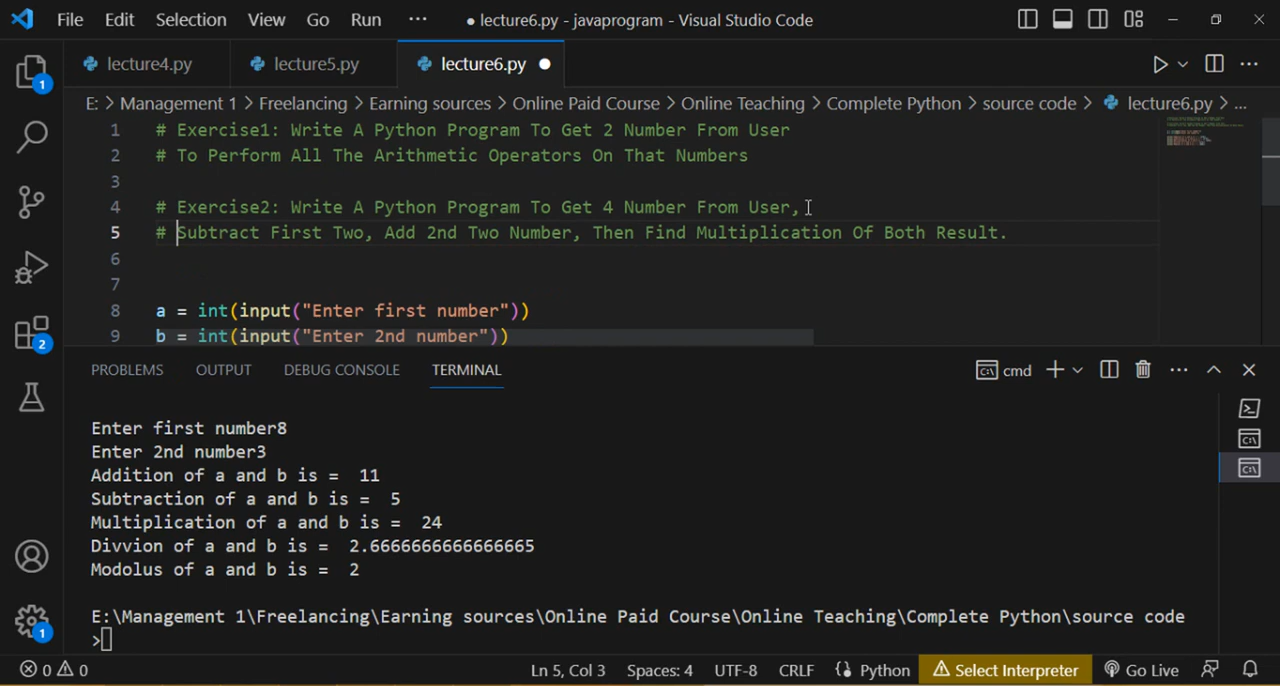 File Edit Selection View Go Run ··· ● lecture6.py - javaprogram - Visual Studio Code
lecture4.py lecture5.py lecture6.py ●
E: > Management 1 > Freelancing > Earning sources > Online Paid Course > Online Teaching > Complete Python > source code > lecture6.py > ...
1 # Exercise1: Write A Python Program To Get 2 Number From User
2 # To Perform All The Arithmetic Operators On That Numbers
3
4 # Exercise2: Write A Python Program To Get 4 Number From User,
5 # Subtract First Two, Add 2nd Two Number, Then Find Multiplication Of Both Result.
6
7
8 a = int(input("Enter first number"))
9 b = int(input("Enter 2nd number"))
PROBLEMS OUTPUT DEBUG CONSOLE TERMINAL cmd
Enter first number8
Enter 2nd number3
Addition of a and b is =  11
Subtraction of a and b is =  5
Multiplication of a and b is =  24
Divvion of a and b is =  2.6666666666666665
Modolus of a and b is =  2
E:\Management 1\Freelancing\Earning sources\Online Paid Course\Online Teaching\Complete Python\source code
>
1
2
1
0 0 Ln 5, Col 3 Spaces: 4 UTF-8 CRLF Python Select Interpreter Go Live